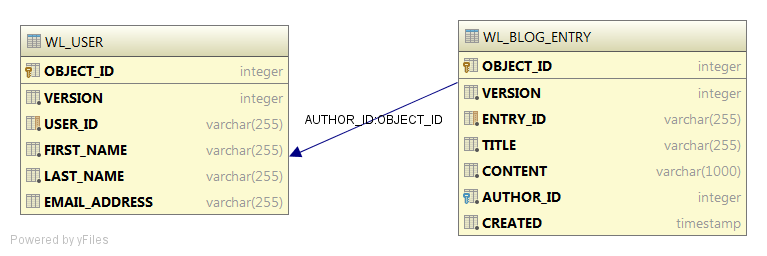 WL_USER
OBJECT_ID integer
VERSION integer
USER_ID varchar(255)
FIRST_NAME varchar(255)
LAST_NAME varchar(255)
EMAIL_ADDRESS varchar(255)
AUTHOR_ID:OBJECT_ID
WL_BLOG_ENTRY
OBJECT_ID integer
VERSION integer
ENTRY_ID varchar(255)
TITLE varchar(255)
CONTENT varchar(1000)
AUTHOR_ID integer
CREATED timestamp
Powered by yFiles